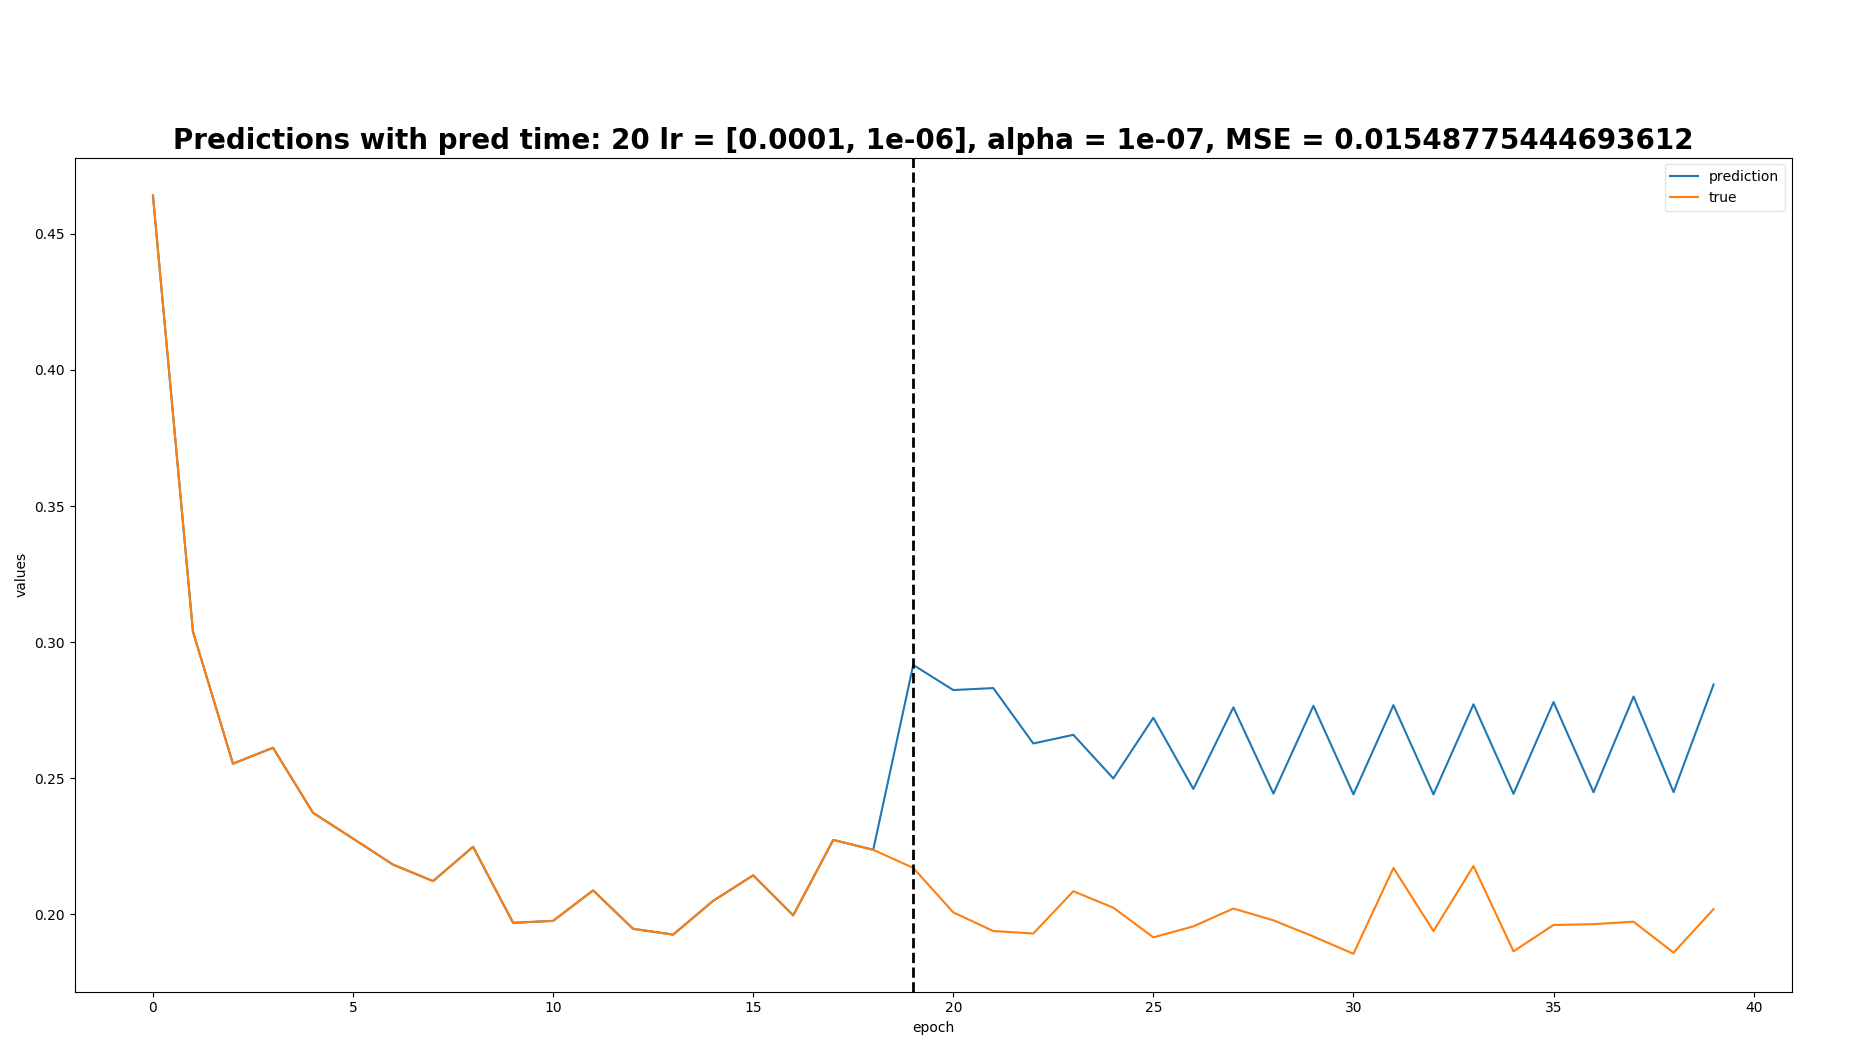 Predictions with pred time: 20 lr = [0.0001, 1e-06], alpha = 1e-07, MSE = 0.01548775444693612
prediction
true
0.45
0.40
0.35
0.30
0.25
0.20
values
0 5 10 15 20 25 30 35 40
epoch